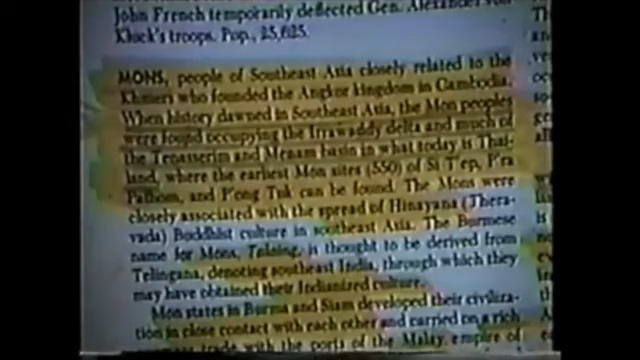 John French temporarily deflected Gen. Alexander von
Kluck's troops. Pop., 25,625.
MONS, people of Southeast Asia closely related to the
Khmers who founded the Angkor kingdom in Cambodia.
When history dawned in Southeast Asia, the Mon peoples
were found occupying the Irrawaddy delta and much of
the Tenasserim and Menam basin in what today is Thai-
land, where the earliest Mon sites (550) of Si T'ep, P'ra
Pathom, and P'ong Tuk can be found. The Mons were
closely associated with the spread of Hinayana (Thera-
vada) Buddhist culture in southeast Asia. The Burmese
name for Mons, Talaing, is thought to be derived from
Telingana, denoting southeast India, through which they
may have obtained their Indianized culture.
Mon states in Burma and Siam developed their civiliza-
tion in close contact with each other and carried on a rich
trade with the ports of the Malay empire of